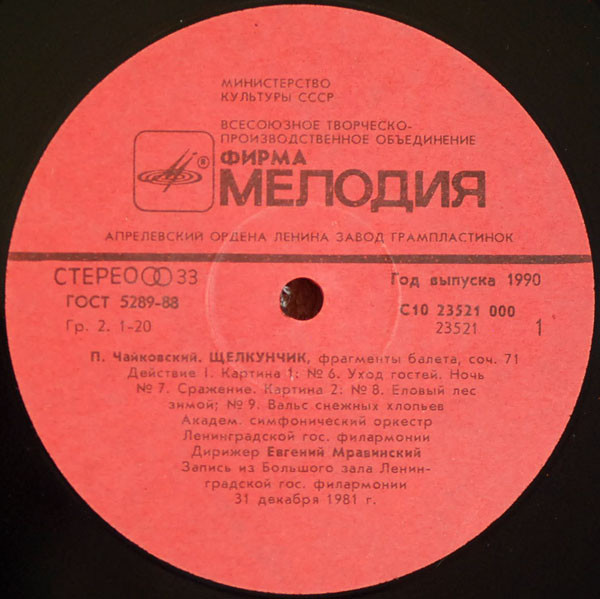 МИНИСТЕРСТВО
КУЛЬТУРЫ СССР
ВСЕСОЮЗНОЕ ТВОРЧЕСКО-
ПРОИЗВОДСТВЕННОЕ ОБЪЕДИНЕНИЕ
ФИРМА
®
МЕЛОДИЯ
АПРЕЛЕВСКИЙ ОРДЕНА ЛЕНИНА ЗАВОД ГРАМПЛАСТИНОК
СТЕРЕО 33
Год выпуска 1990
ГОСТ 5289-88
С10 23521 000
Гр. 2. 1-20
23521 1
П. Чайковский. ЩЕЛКУНЧИК, фрагменты балета, соч. 71
Действие I. Картина 1; № 6. Уход гостей. Ночь
№ 7. Сражение. Картина 2: № 8. Еловый лес
зимой; № 9. Вальс снежных хлопьев
Академ. симфонический оркестр
Ленинградской гос. филармонии
Дирижер Евгений Мравинский
Запись из Большого зала Ленин-
градской гос. филармонии
31 декабря 1981 г.